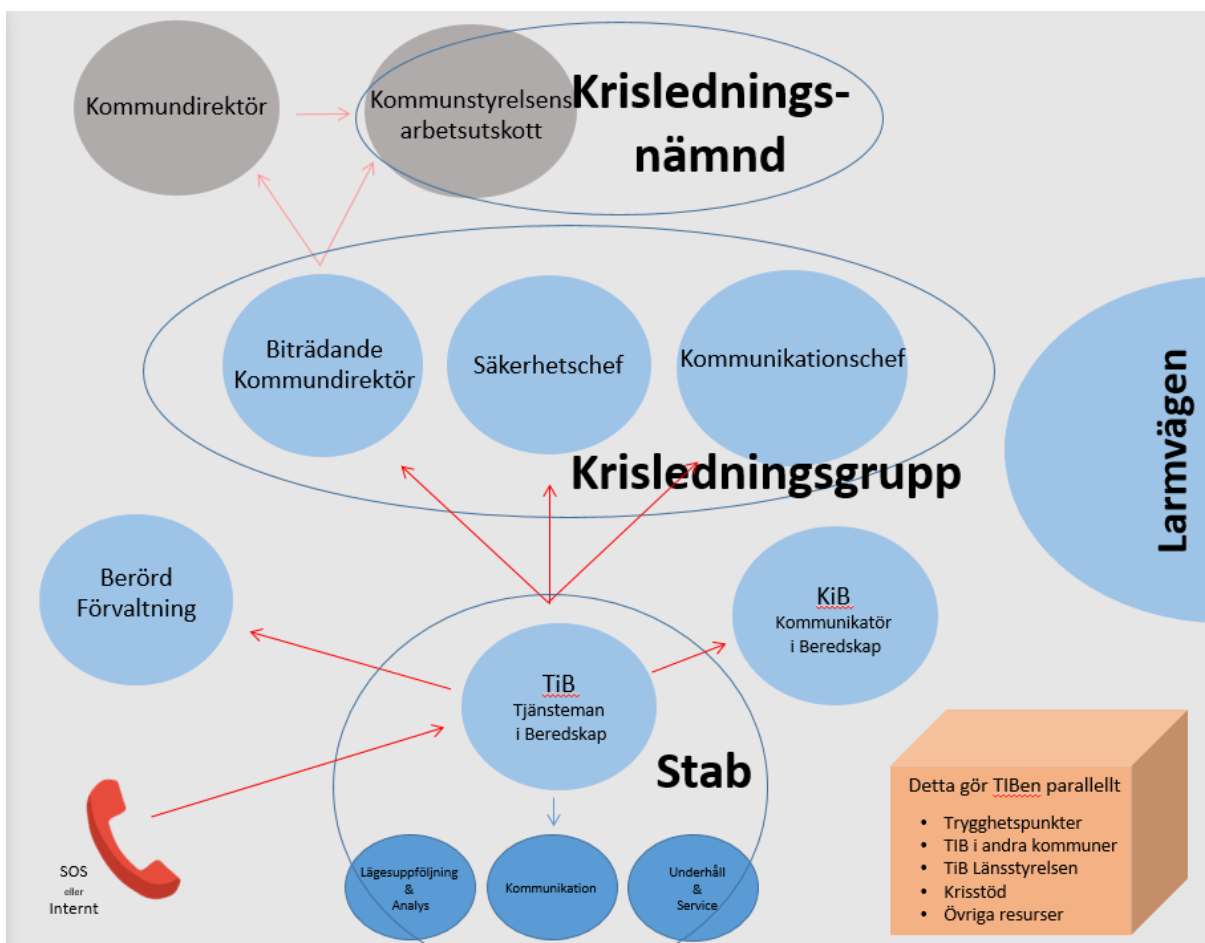 Kommundirektör
Kommunstyrelsens
arbetsutskott
Krislednings-
nämnd
Biträdande
Kommundirektör
Säkerhetschef
Kommunikationschef
Krisledningsgrupp
Larmvägen
Berörd
Förvaltning
KiB
Kommunikatör
i Beredskap
TiB
Tjänsteman
i Beredskap
Stab
SOS
eller
Internt
Lägesuppföljning
&
Analys
Kommunikation
Underhåll
&
Service
Detta gör TIBen parallellt
• Trygghetspunkter
• TIB i andra kommuner
• TiB Länsstyrelsen
• Krisstöd
• Övriga resurser